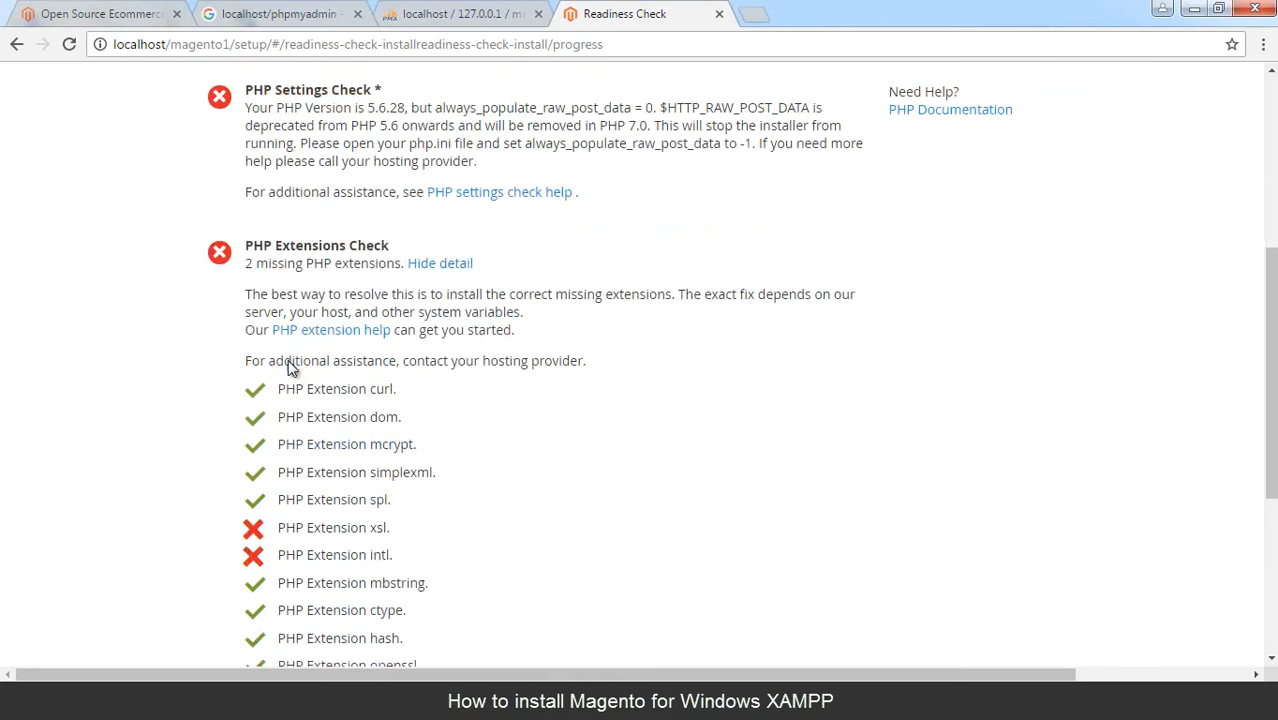 Open Source Ecommerc
localhost/phpmyadmin -
localhost / 127.0.0.1 / m
Readiness Check
localhost/magento1/setup/#/readiness-check-installreadiness-check-install/progress
PHP Settings Check *
Your PHP Version is 5.6.28, but always_populate_raw_post_data = 0. $HTTP_RAW_POST_DATA is
deprecated from PHP 5.6 onwards and will be removed in PHP 7.0. This will stop the installer from
running. Please open your php.ini file and set always_populate_raw_post_data to -1. If you need more
help please call your hosting provider.
For additional assistance, see PHP settings check help .
Need Help?
PHP Documentation
PHP Extensions Check
2 missing PHP extensions. Hide detail
The best way to resolve this is to install the correct missing extensions. The exact fix depends on our
server, your host, and other system variables.
Our PHP extension help can get you started.
For additional assistance, contact your hosting provider.
PHP Extension curl.
PHP Extension dom.
PHP Extension mcrypt.
PHP Extension simplexml.
PHP Extension spl.
PHP Extension xsl.
PHP Extension intl.
PHP Extension mbstring.
PHP Extension ctype.
PHP Extension hash.
PHP Extension openssl.
How to install Magento for Windows XAMPP